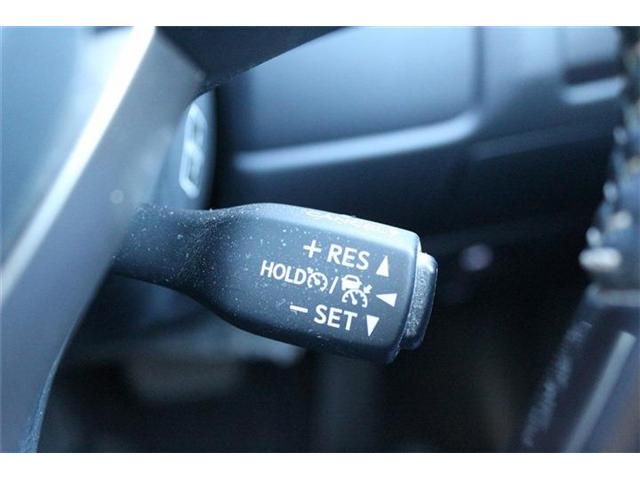 + RES ▲
HOLD /
− SET ▼